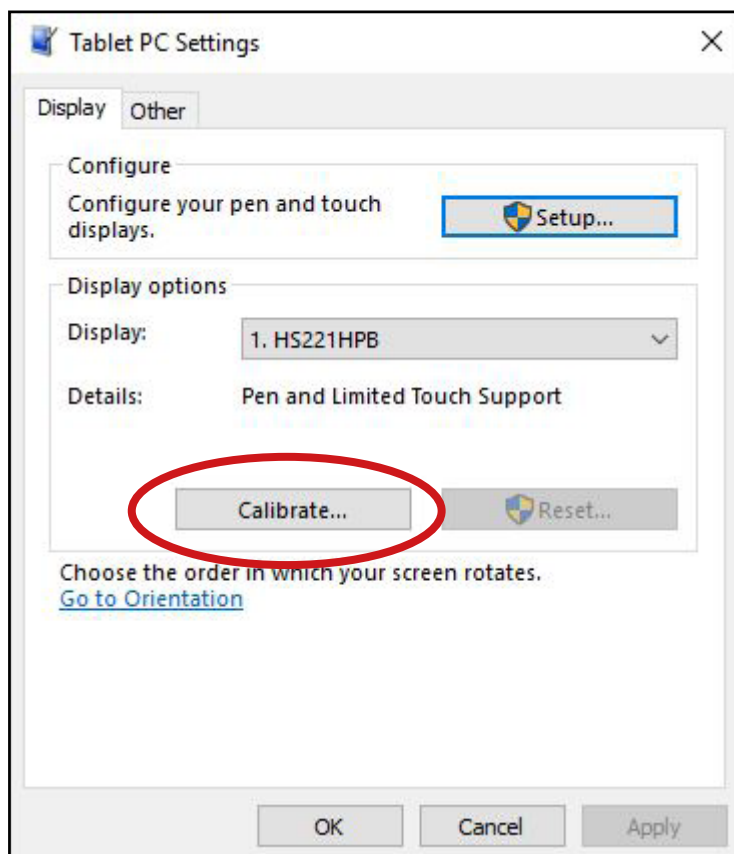 Tablet PC Settings
Display Other
Configure
Configure your pen and touch
displays.
Setup...
Display options
Display: 1. HS221HPB
Details: Pen and Limited Touch Support
Calibrate... Reset...
Choose the order in which your screen rotates.
Go to Orientation
OK Cancel Apply